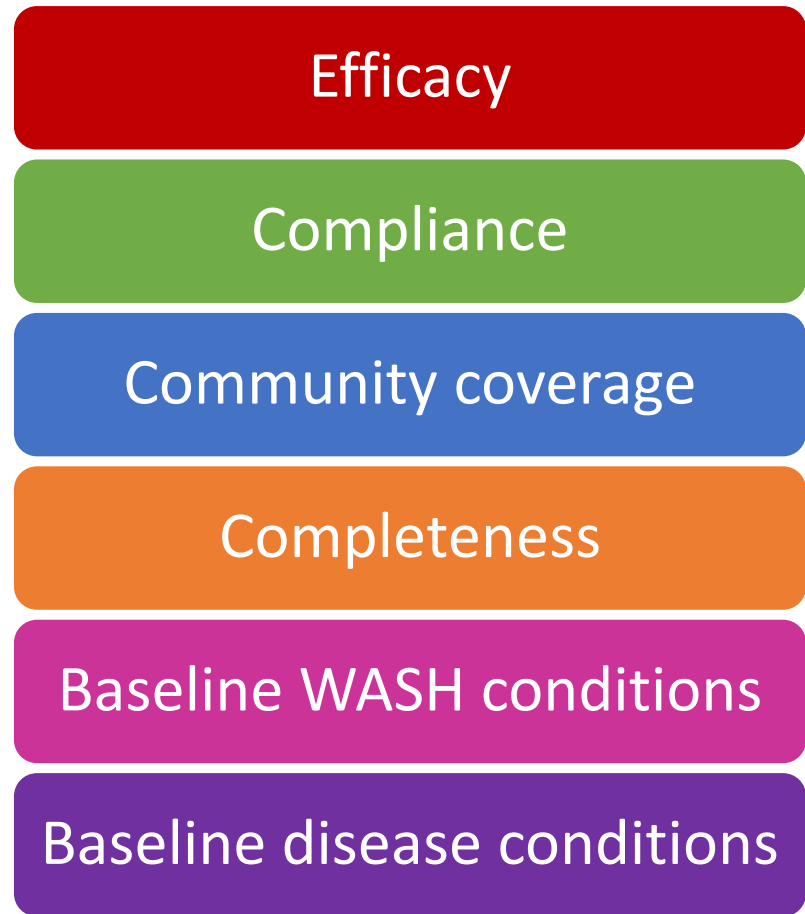 Efficacy
Compliance
Community coverage
Completeness
Baseline WASH conditions
Baseline disease conditions